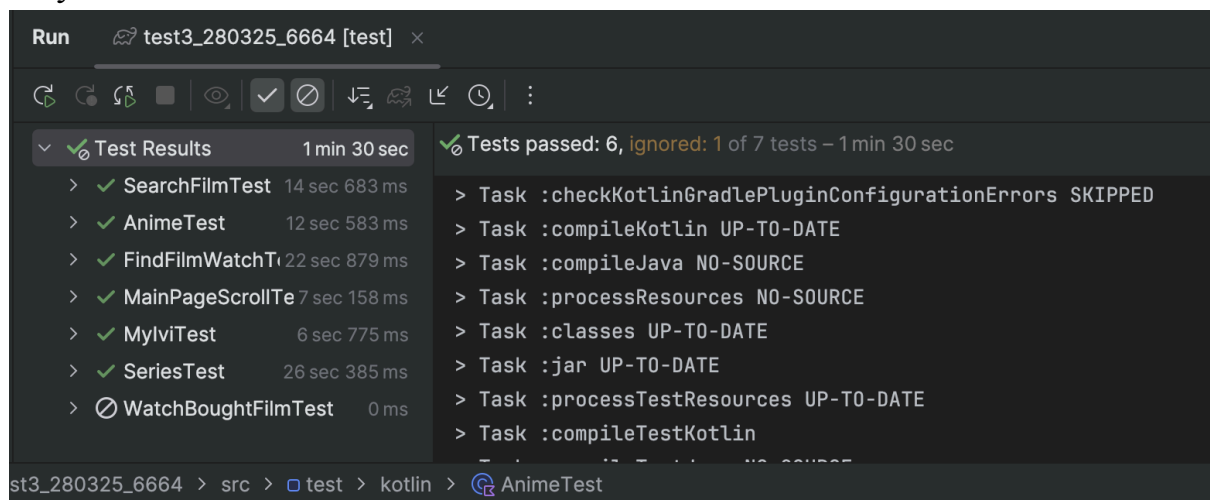 Run test3_280325_6664 [test]
Test Results 1 min 30 sec
SearchFilmTest 14 sec 683 ms
AnimeTest 12 sec 583 ms
FindFilmWatchT 22 sec 879 ms
MainPageScrollTe 7 sec 158 ms
MyIviTest 6 sec 775 ms
SeriesTest 26 sec 385 ms
WatchBoughtFilmTest 0 ms
Tests passed: 6, ignored: 1 of 7 tests – 1 min 30 sec
> Task :checkKotlinGradlePluginConfigurationErrors SKIPPED
> Task :compileKotlin UP-TO-DATE
> Task :compileJava NO-SOURCE
> Task :processResources NO-SOURCE
> Task :classes UP-TO-DATE
> Task :jar UP-TO-DATE
> Task :processTestResources UP-TO-DATE
> Task :compileTestKotlin
st3_280325_6664 > src > test > kotlin > AnimeTest